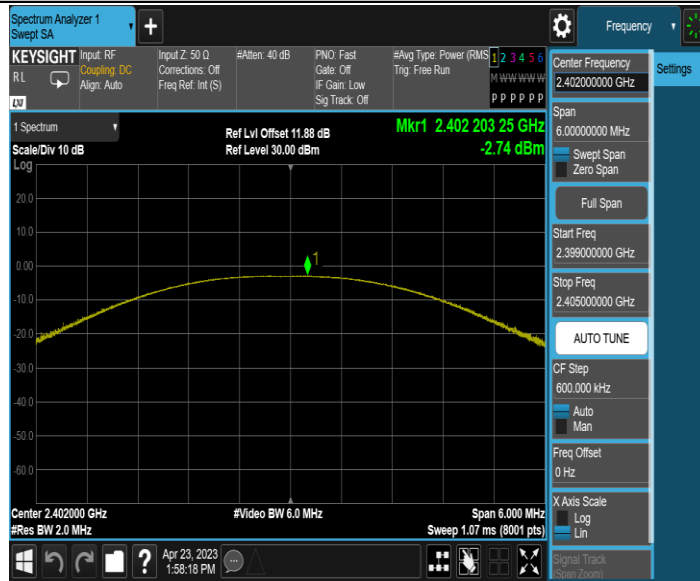 Spectrum Analyzer 1
Swept SA
+
Frequency
KEYSIGHT
RL
LXI
Input: RF
Coupling: DC
Align: Auto
Input Z: 50 Ω
Corrections: Off
Freq Ref: Int (S)
#Atten: 40 dB
PNO: Fast
Gate: Off
IF Gain: Low
Sig Track: Off
#Avg Type: Power (RMS
Trig: Free Run
1 2 3 4 5 6
M W W W W W
P P P P P P
1 Spectrum
Scale/Div 10 dB
Ref Lvl Offset 11.88 dB
Ref Level 30.00 dBm
Mkr1 2.402 203 25 GHz
-2.74 dBm
Log
20.0
10.0
0.00
-10.0
-20.0
-30.0
-40.0
-50.0
-60.0
1
Center 2.402000 GHz
#Video BW 6.0 MHz
Span 6.000 MHz
#Res BW 2.0 MHz
Sweep 1.07 ms (8001 pts)
?
Apr 23, 2023
1:58:18 PM
Center Frequency
2.402000000 GHz
Settings
Span
6.00000000 MHz
Swept Span
Zero Span
Full Span
Start Freq
2.399000000 GHz
Stop Freq
2.405000000 GHz
AUTO TUNE
CF Step
600.000 kHz
Auto
Man
Freq Offset
0 Hz
X Axis Scale
Log
Lin
Signal Track
(Span Zoom)